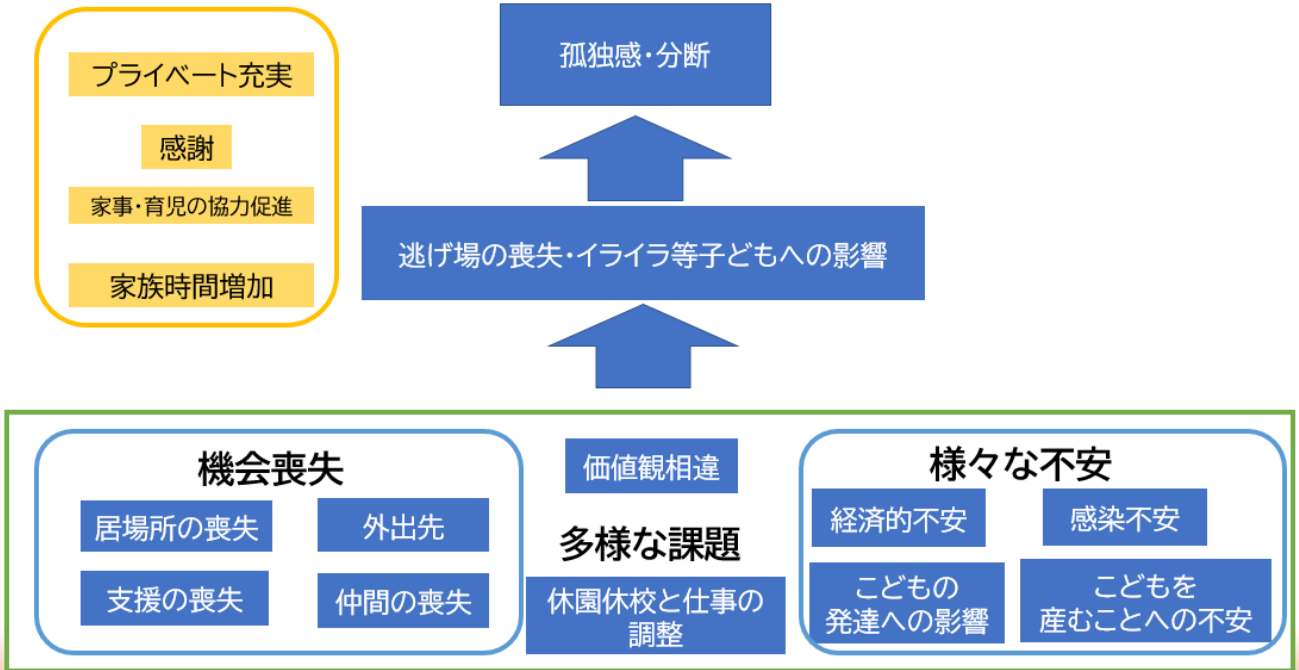 プライベート充実
感謝
家事・育児の協力促進
家族時間増加
孤独感・分断
逃げ場の喪失・イライラ等子どもへの影響
機会喪失
居場所の喪失
外出先
支援の喪失
仲間の喪失
価値観相違
多様な課題
休園休校と仕事の
調整
様々な不安
経済的不安
感染不安
こどもの
発達への影響
こどもを
産むことへの不安